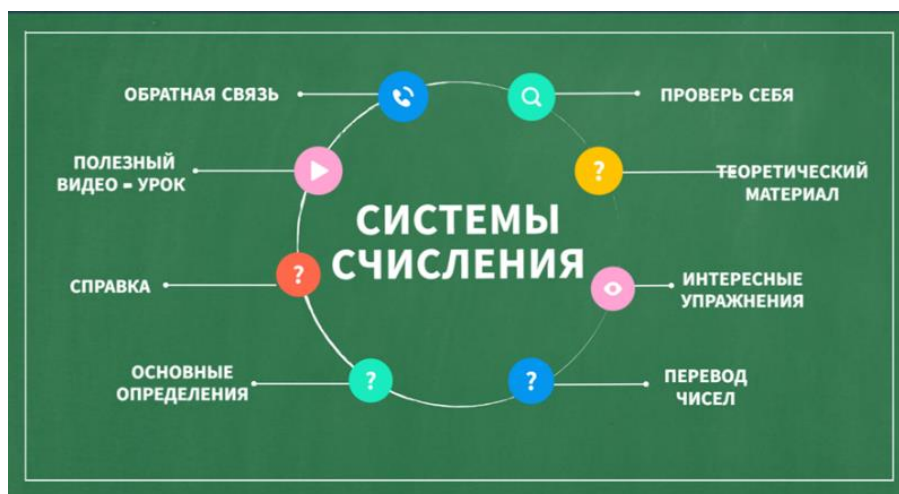 ОБРАТНАЯ СВЯЗЬ
ПРОВЕРЬ СЕБЯ
ПОЛЕЗНЫЙ
ВИДЕО - УРОК
ТЕОРЕТИЧЕСКИЙ
МАТЕРИАЛ
СИСТЕМЫ
СЧИСЛЕНИЯ
СПРАВКА
ИНТЕРЕСНЫЕ
УПРАЖНЕНИЯ
ОСНОВНЫЕ
ОПРЕДЕЛЕНИЯ
ПЕРЕВОД
ЧИСЕЛ
?
?
?
?